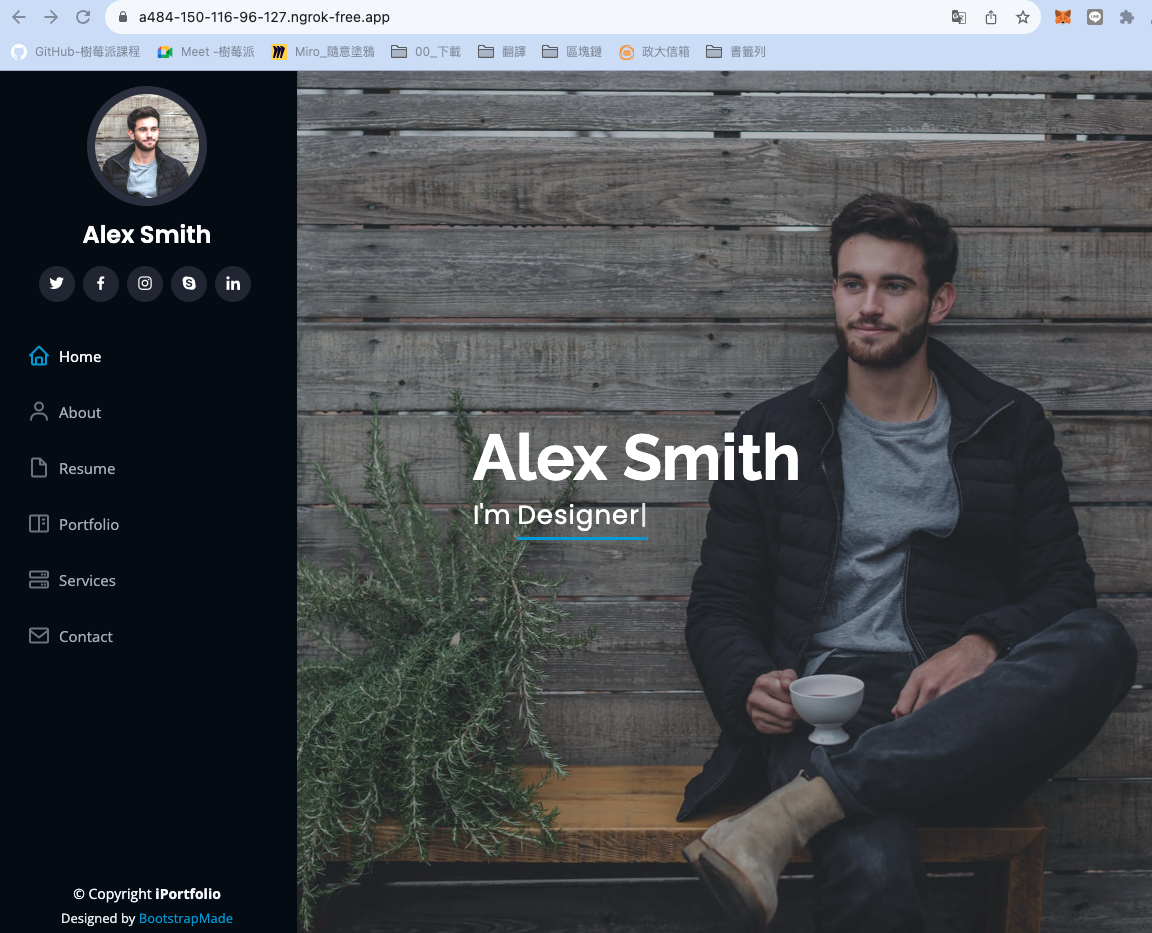 a484-150-116-96-127.ngrok-free.app
GitHub-樹莓派課程 Meet -樹莓派 Miro_隨意塗鴉 00_下載 翻譯 區塊鏈 政大信箱 書籤列
Alex Smith
Home
About
Resume
Portfolio
Services
Contact
© Copyright iPortfolio
Designed by BootstrapMade
Alex Smith
I'm Designer|